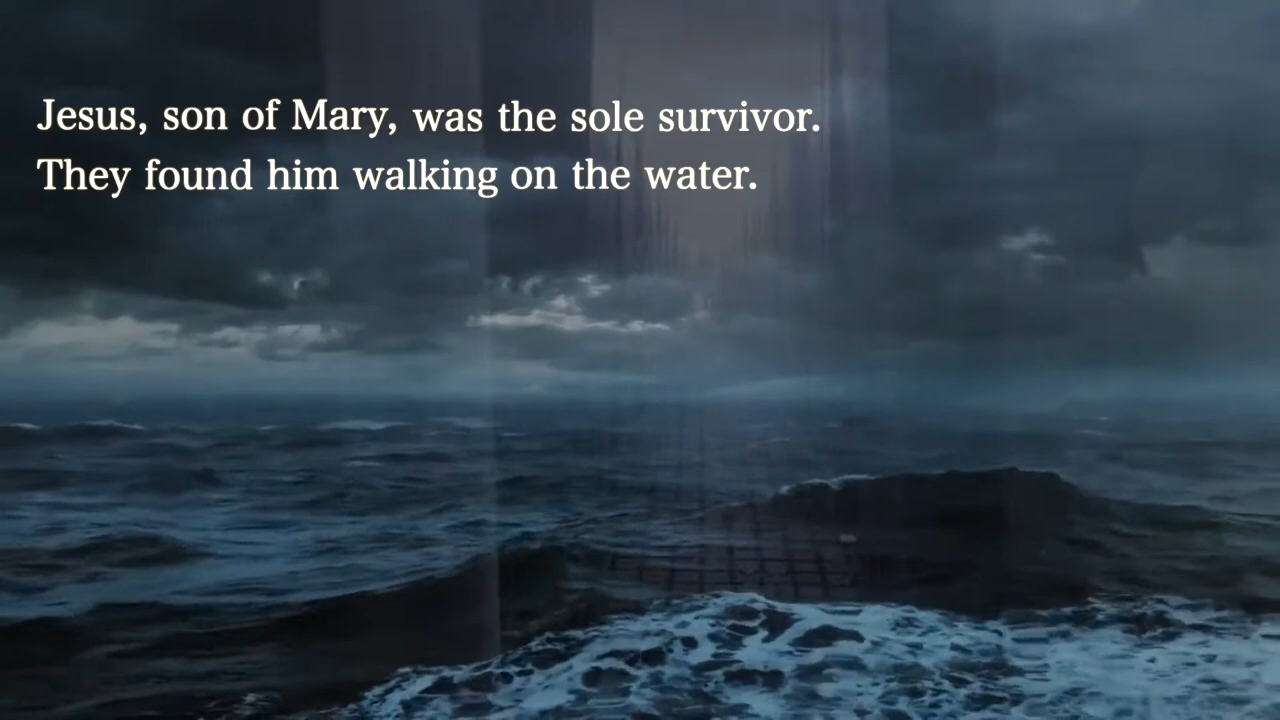 Jesus, son of Mary, was the sole survivor.
They found him walking on the water.